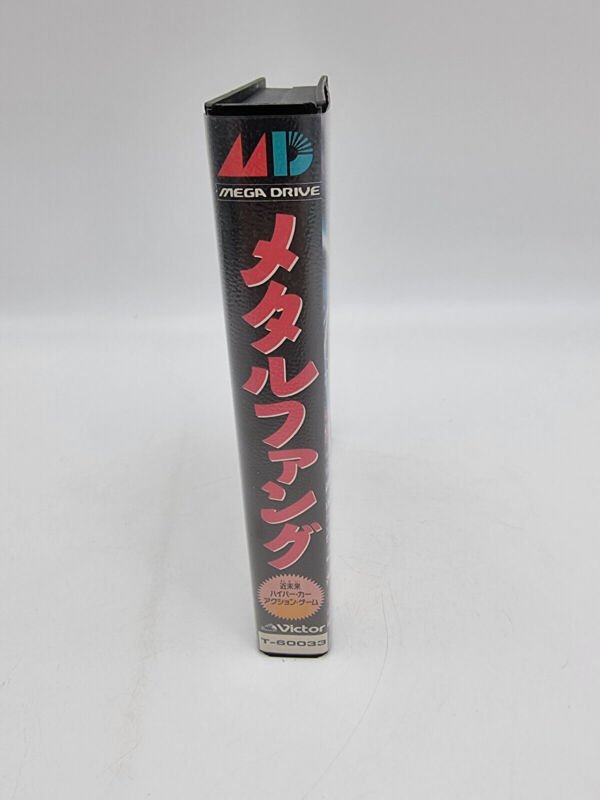 MD
MEGA DRIVE
メタルファング
近未来
ハイパー・カー
アクション・ゲーム
Victor
T-60033